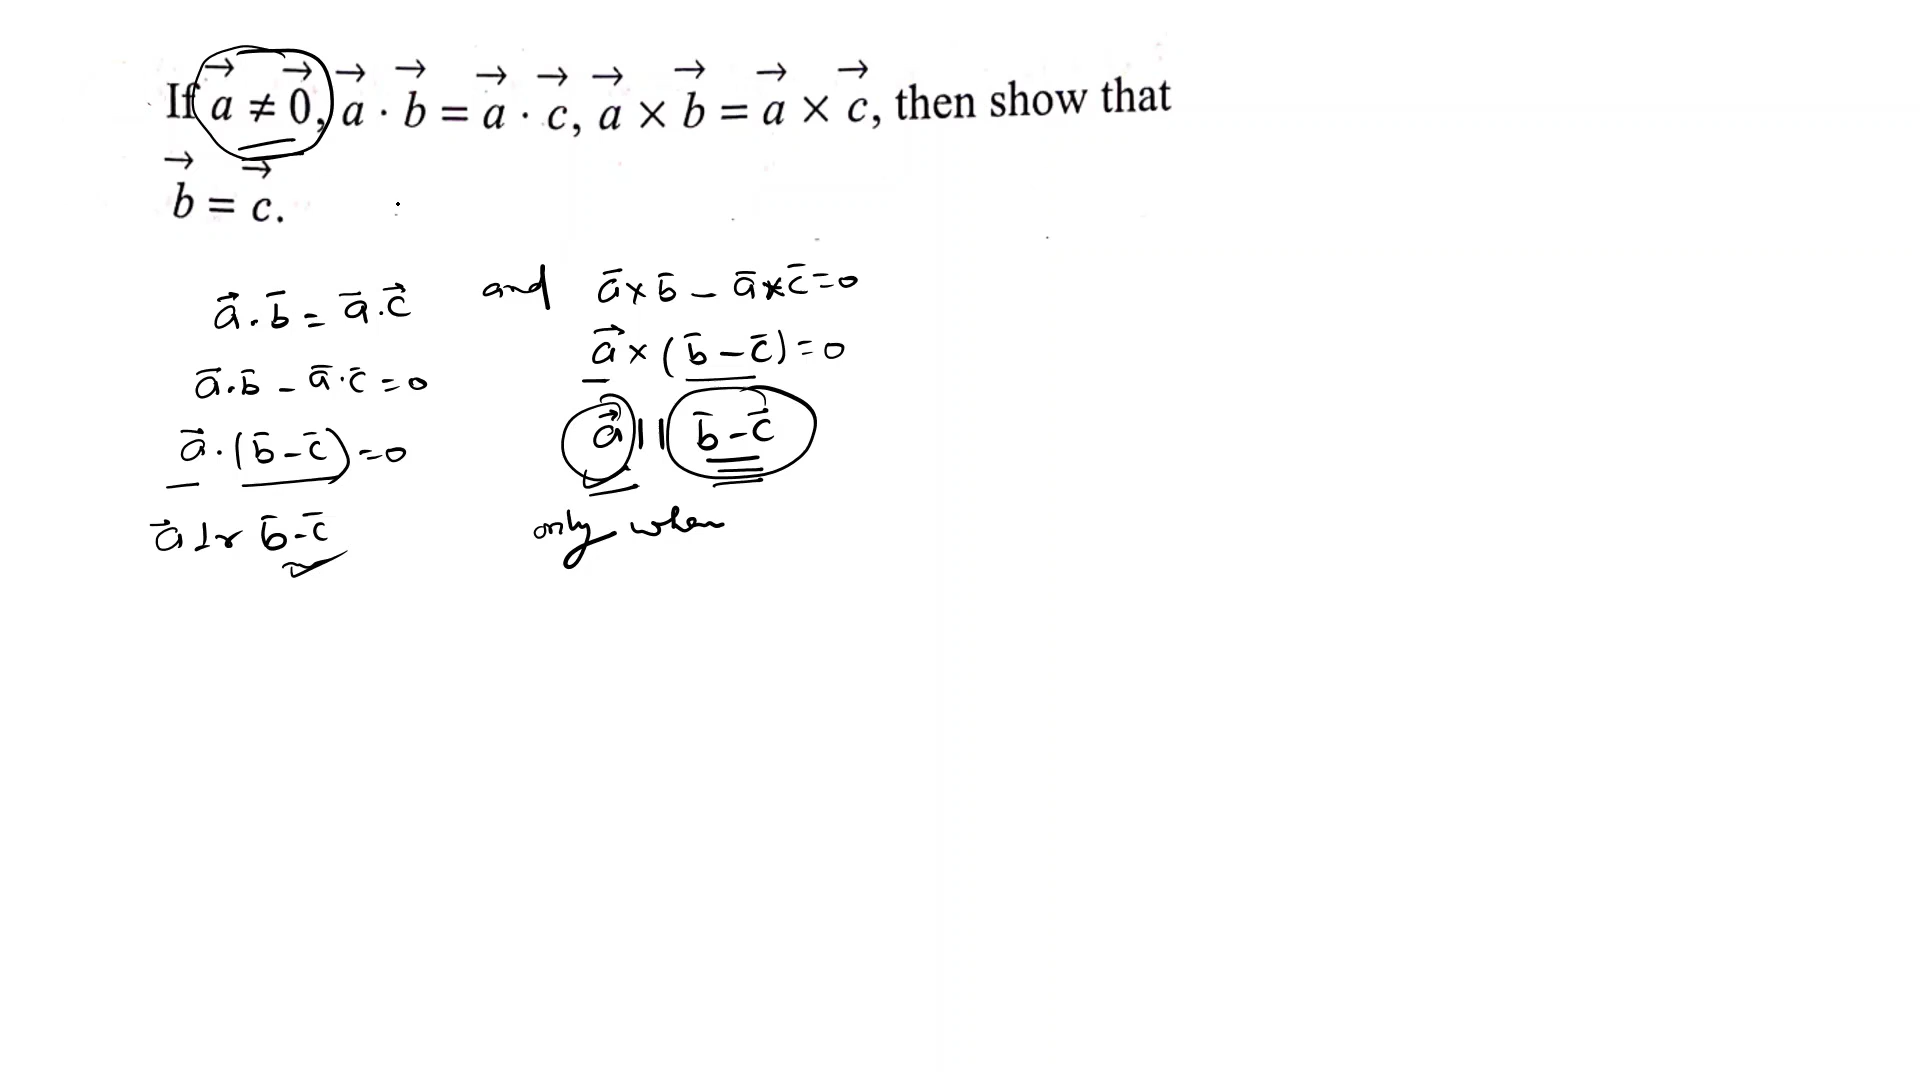 If a⃗ ≠ 0⃗, a⃗ · b⃗ = a⃗ · c⃗, a⃗ × b⃗ = a⃗ × c⃗, then show that
b⃗ = c⃗.
a⃗ . b̄ = ā . c⃗ and ā × b̄ – ā × c̄ = 0
ā . b̄ – ā . c̄ = 0
a⃗ × (b̄ – c̄) = 0
ā . (b̄ – c̄) = 0
a⃗ || b̄ – c̄
a⃗ ⊥r b̄ – c̄
only when